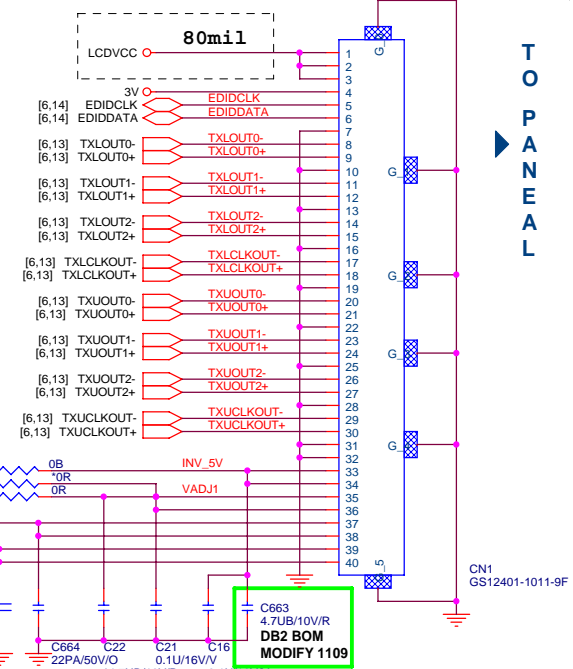 80mil
LCDVCC
3V
[6,14] EDIDCLK EDIDCLK
[6,14] EDIDDATA EDIDDATA
[6,13] TXLOUT0- TXLOUT0-
[6,13] TXLOUT0+ TXLOUT0+
[6,13] TXLOUT1- TXLOUT1-
[6,13] TXLOUT1+ TXLOUT1+
[6,13] TXLOUT2- TXLOUT2-
[6,13] TXLOUT2+ TXLOUT2+
[6,13] TXLCLKOUT- TXLCLKOUT-
[6,13] TXLCLKOUT+ TXLCLKOUT+
[6,13] TXUOUT0- TXUOUT0-
[6,13] TXUOUT0+ TXUOUT0+
[6,13] TXUOUT1- TXUOUT1-
[6,13] TXUOUT1+ TXUOUT1+
[6,13] TXUOUT2- TXUOUT2-
[6,13] TXUOUT2+ TXUOUT2+
[6,13] TXUCLKOUT- TXUCLKOUT-
[6,13] TXUCLKOUT+ TXUCLKOUT+
0B INV_5V
*0R
0R VADJ1
1
2
3
4
5
6
7
8
9
10
11
12
13
14
15
16
17
18
19
20
21
22
23
24
25
26
27
28
29
30
31
32
33
34
35
36
37
38
39
40
G_
G_
G_
G_
G_
_5
TO PANEAL
CN1
GS12401-1011-9F
C663
4.7UB/10V/R
DB2 BOM
MODIFY 1109
C664 C22 C21 C16
22PA/50V/O 0.1U/16V/V